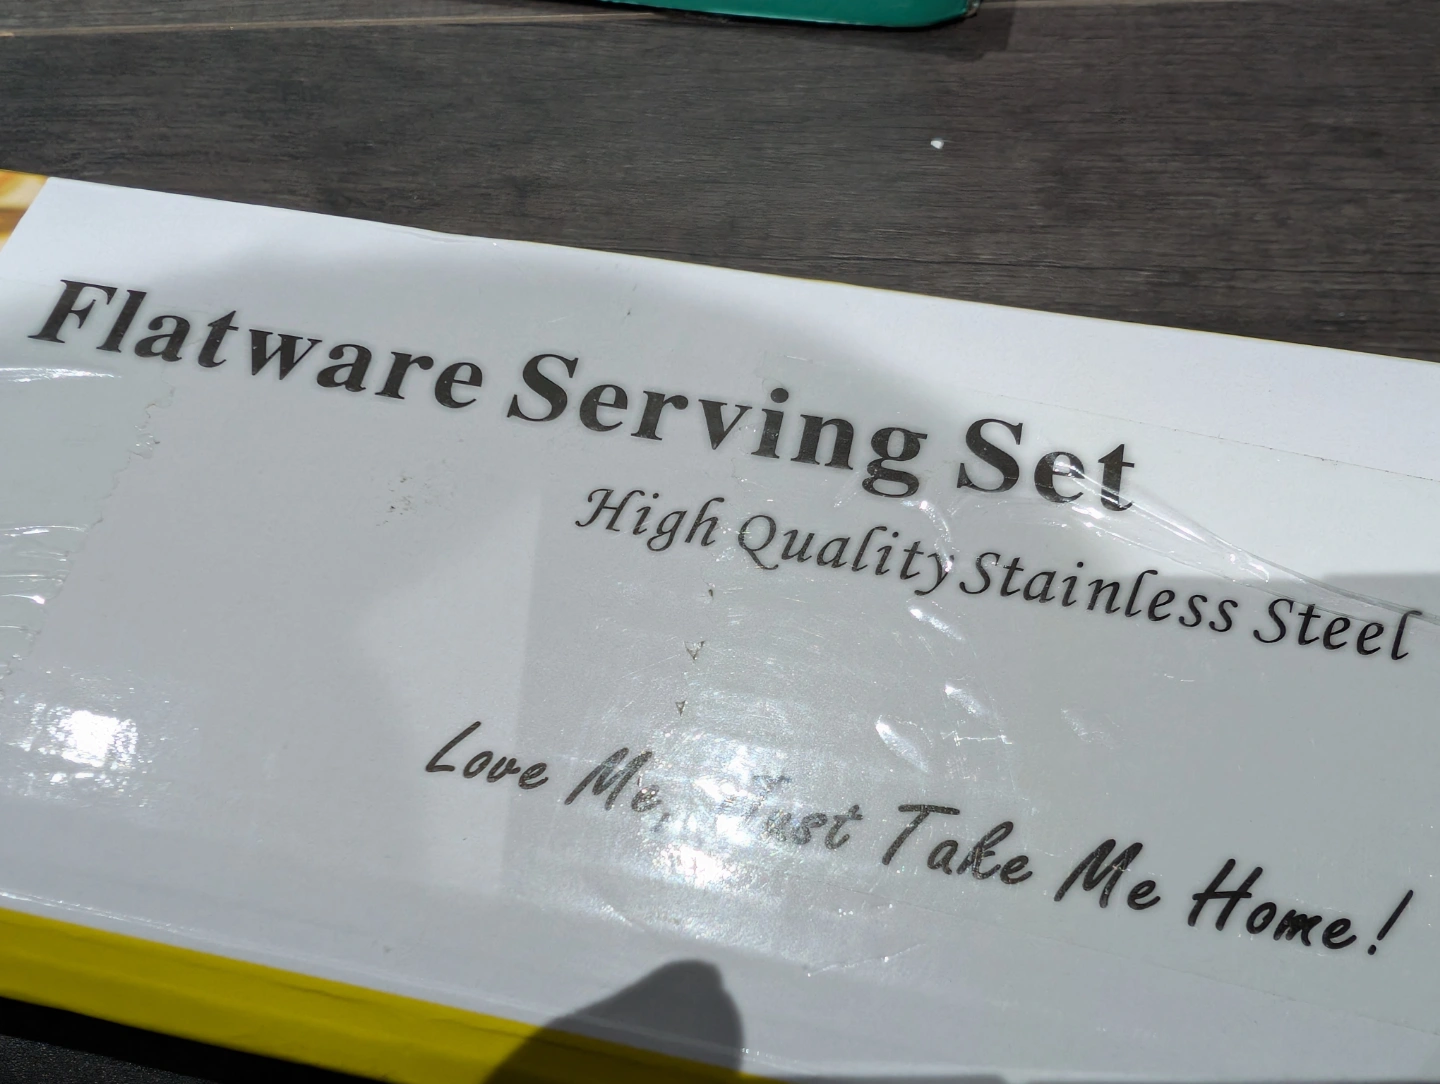 Flatware Serving Set
High Quality Stainless Steel
Love Me, Just Take Me Home!